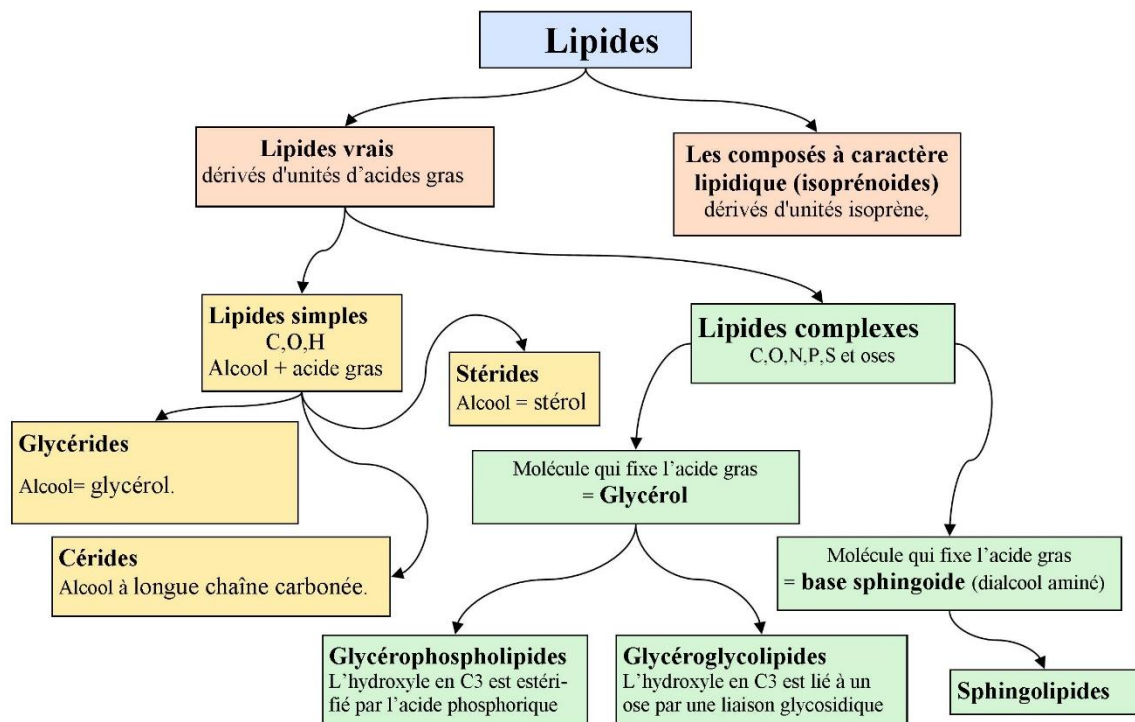 Lipides
Lipides vrais
dérivés d'unités d’acides gras
Les composés à caractère
lipidique (isoprénoides)
dérivés d'unités isoprène,
Lipides simples
C,O,H
Alcool + acide gras
Stérides
Alcool = stérol
Lipides complexes
C,O,N,P,S et oses
Glycérides
Alcool= glycérol.
Cérides
Alcool à longue chaîne carbonée.
Molécule qui fixe l’acide gras
= Glycérol
Molécule qui fixe l’acide gras
= base sphingoide (dialcool aminé)
Glycérophospholipides
L’hydroxyle en C3 est estéri-
fié par l’acide phosphorique
Glycéroglycolipides
L’hydroxyle en C3 est lié à un
ose par une liaison glycosidique
Sphingolipides